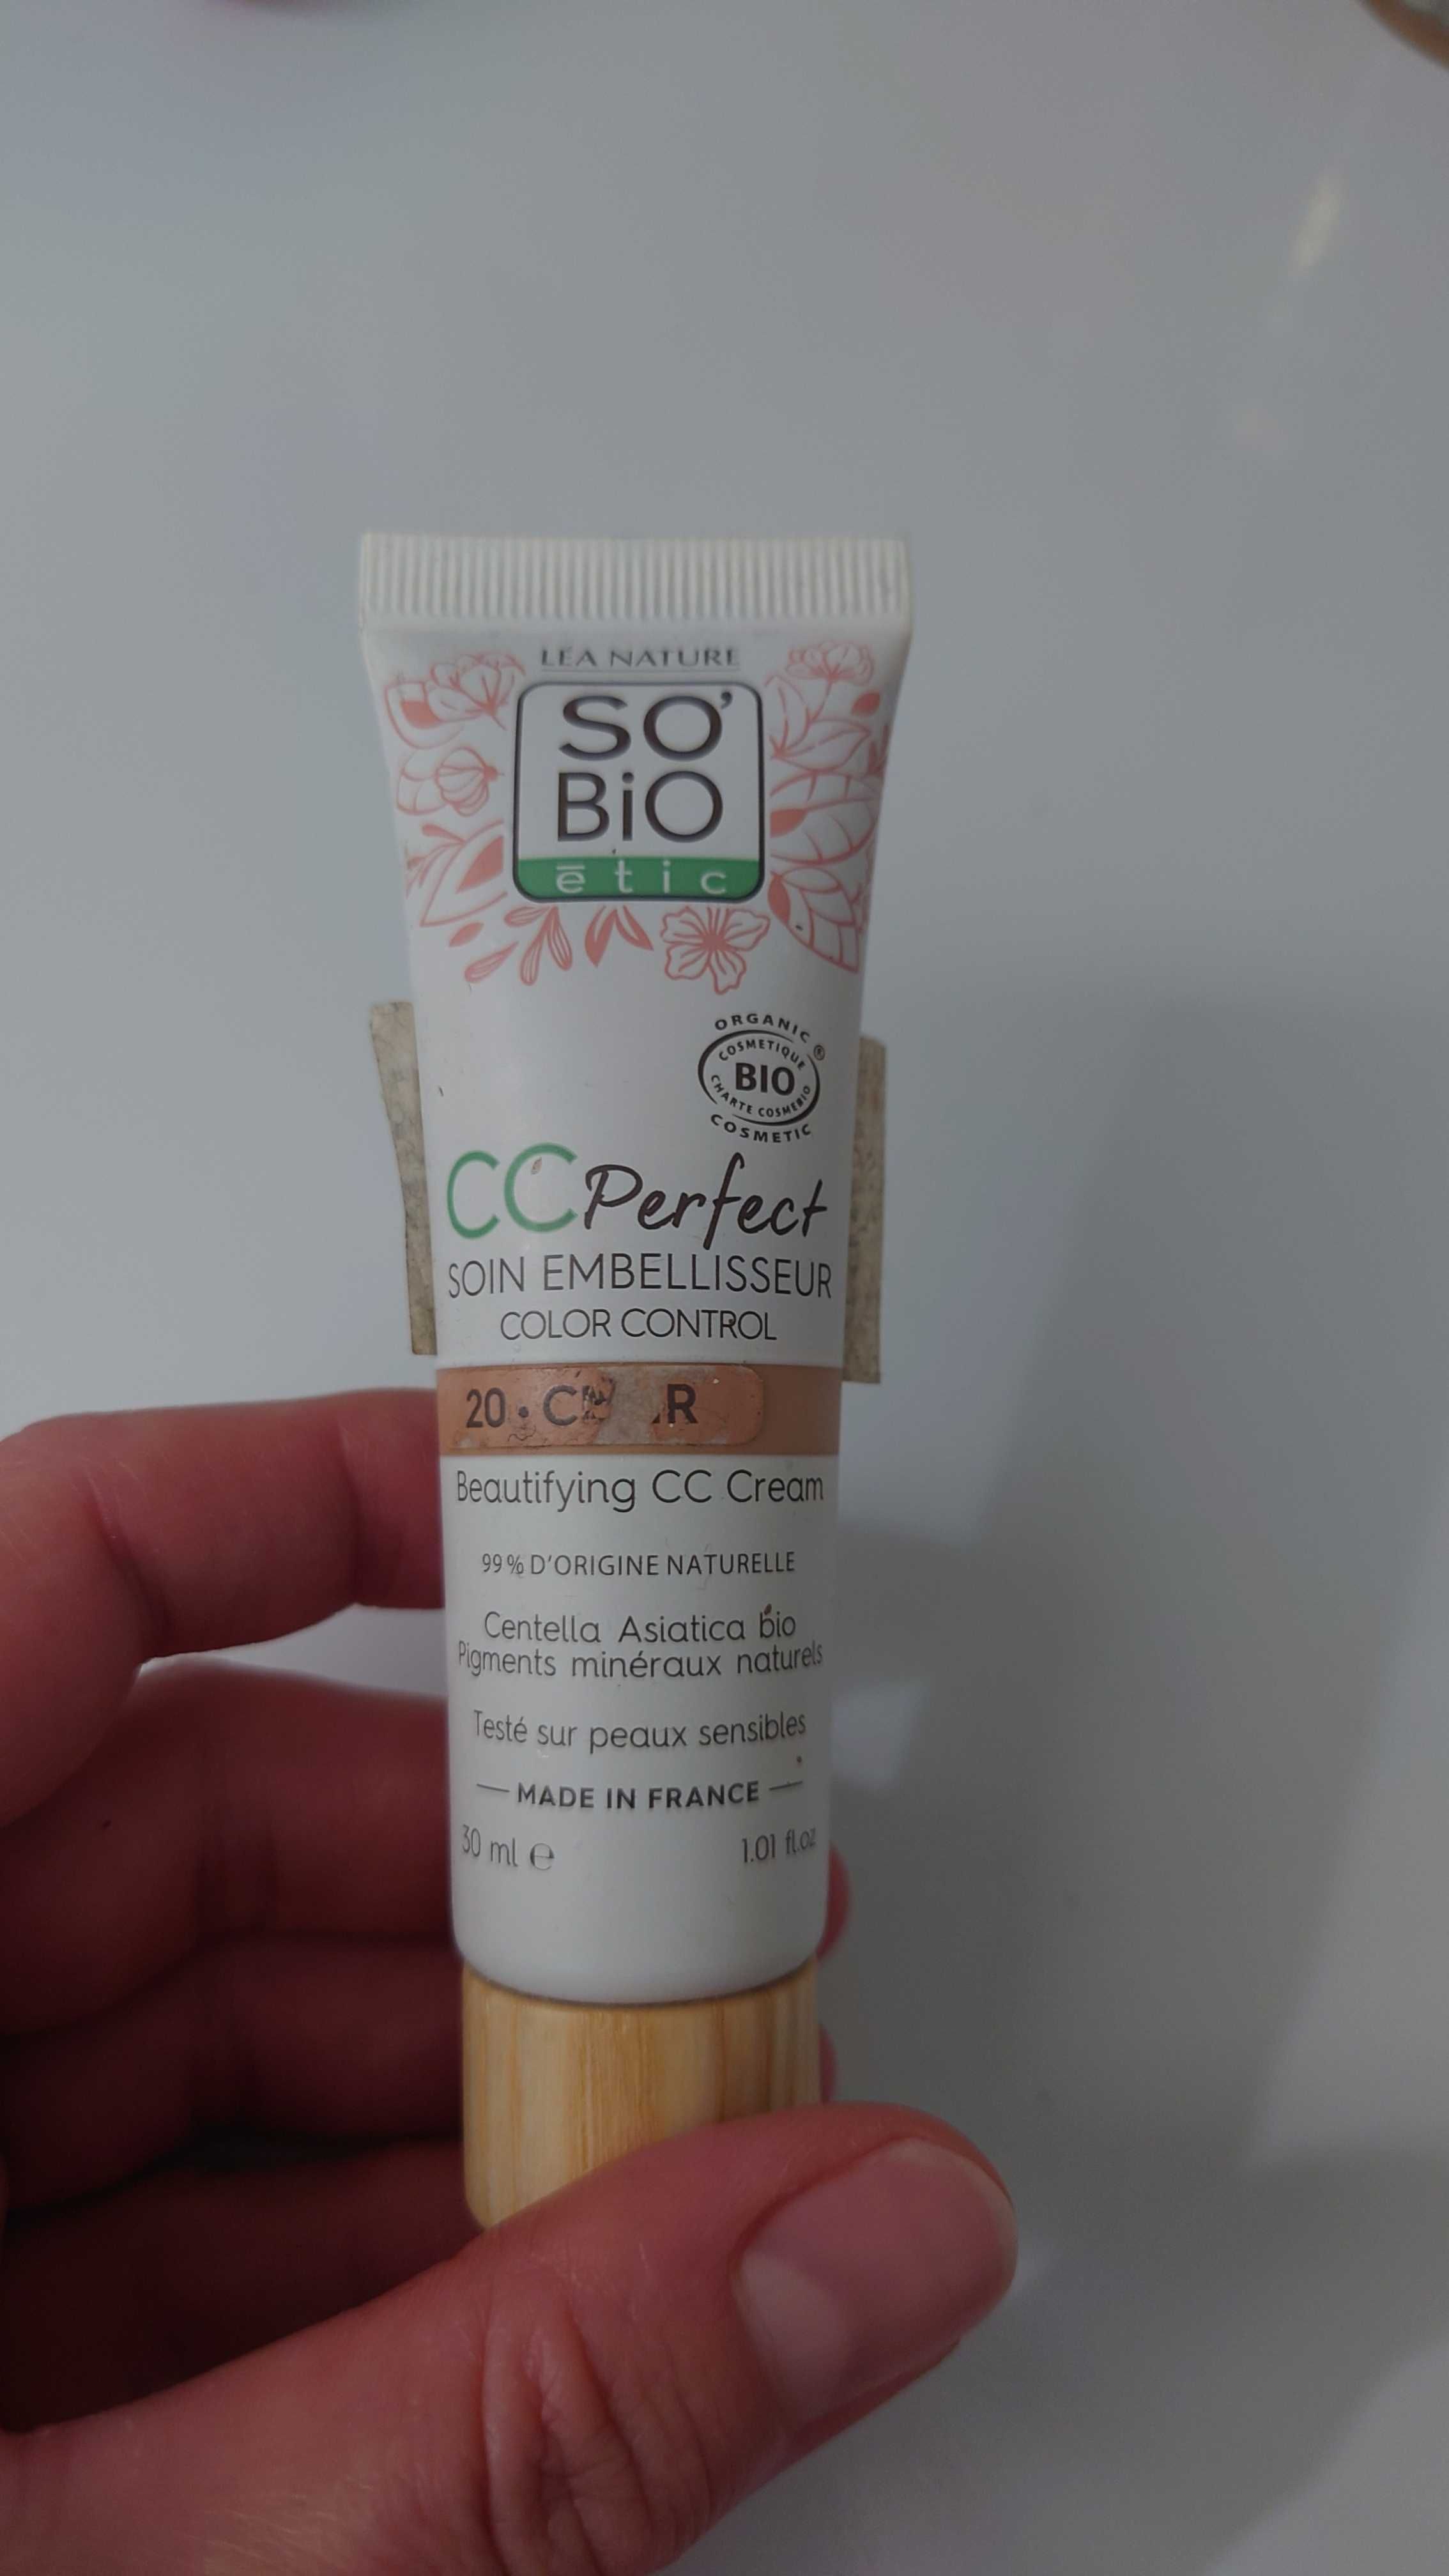 LÉA NATURE
SO'
BiO
ētic
ORGANIC ®
COSMETIQUE
BIO
CHARTE COSMEBIO
COSMETIC
CC Perfect
SOIN EMBELLISSEUR
COLOR CONTROL
20 •
Beautifying CC Cream
99% D'ORIGINE NATURELLE
Centella Asiatica bio
Pigments minéraux naturels
Testé sur peaux sensibles
MADE IN FRANCE
30 ml ℮ 1.01 fl.oz